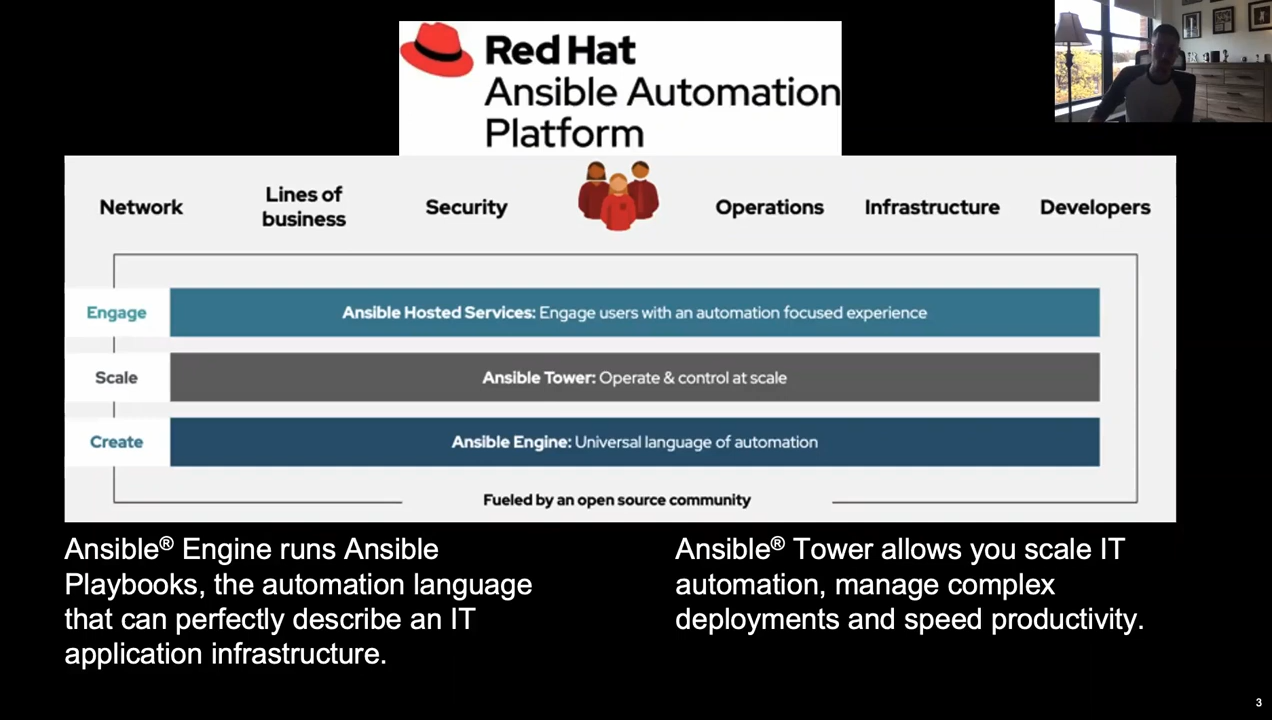 Red Hat
Ansible Automation
Platform
Network
Lines of
business
Security
Operations
Infrastructure
Developers
Engage
Ansible Hosted Services: Engage users with an automation focused experience
Scale
Ansible Tower: Operate & control at scale
Create
Ansible Engine: Universal language of automation
Fueled by an open source community
Ansible® Engine runs Ansible
Playbooks, the automation language
that can perfectly describe an IT
application infrastructure.
Ansible® Tower allows you scale IT
automation, manage complex
deployments and speed productivity.
3